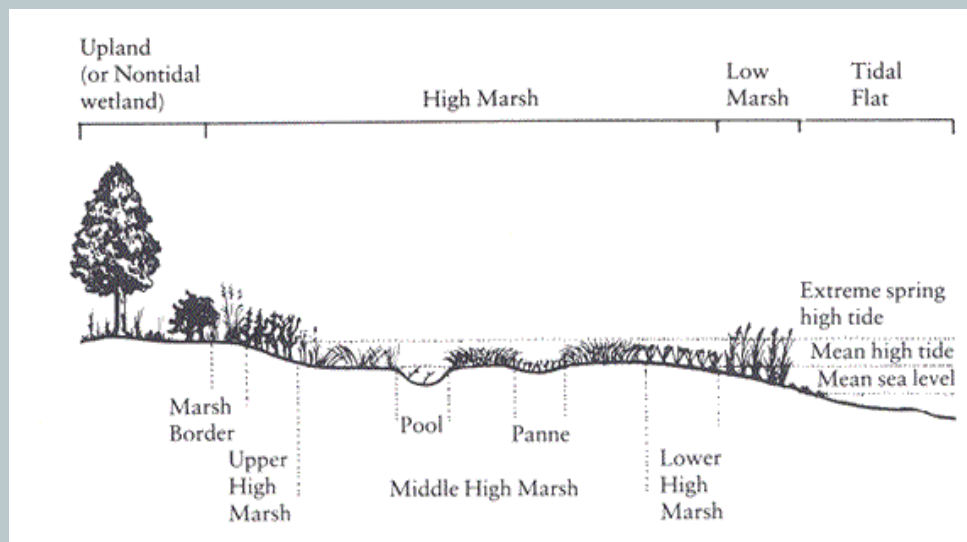 Upland
(or Nontidal
wetland)
High Marsh
Low
Marsh
Tidal
Flat
Extreme spring
high tide
Mean high tide
Mean sea level
Marsh
Border
Pool
Panne
Upper
High
Marsh
Middle High Marsh
Lower
High
Marsh